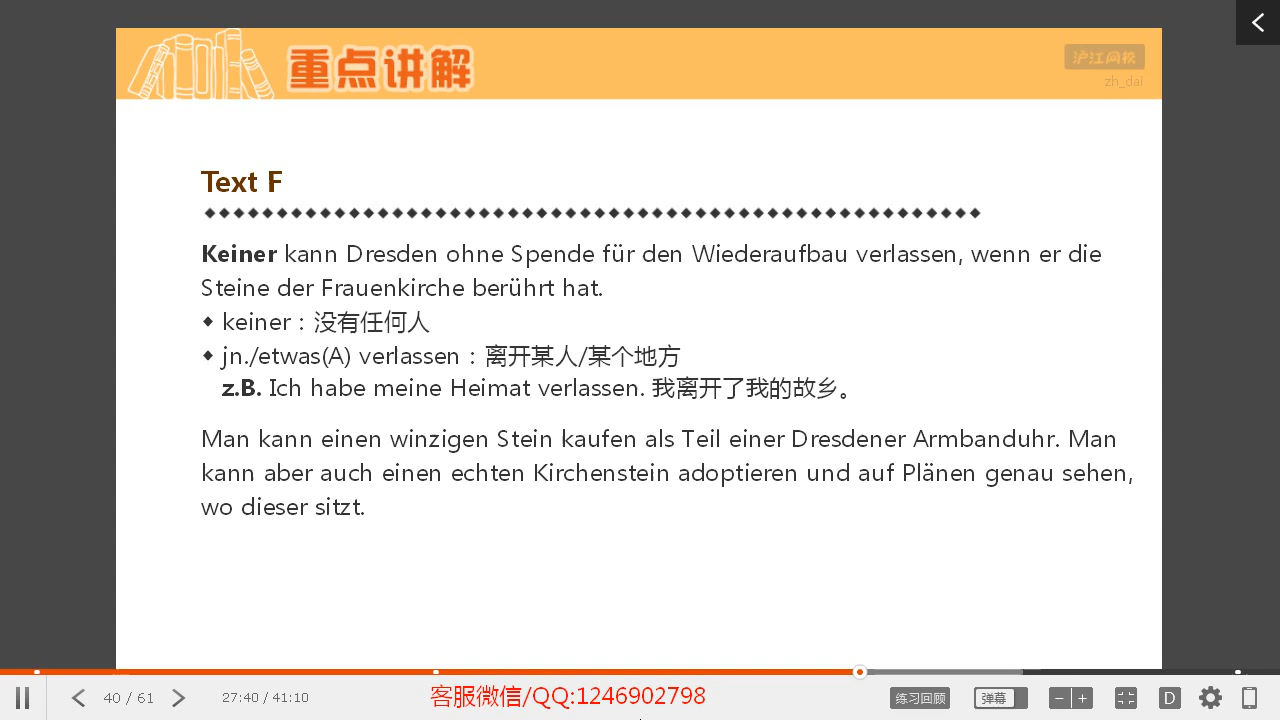 重点讲解
沪江网校
zh_dai
Text F
Keiner kann Dresden ohne Spende für den Wiederaufbau verlassen, wenn er die
Steine der Frauenkirche berührt hat.
keiner：没有任何人
jn./etwas(A) verlassen：离开某人/某个地方
z.B. Ich habe meine Heimat verlassen. 我离开了我的故乡。
Man kann einen winzigen Stein kaufen als Teil einer Dresdener Armbanduhr. Man
kann aber auch einen echten Kirchenstein adoptieren und auf Plänen genau sehen,
wo dieser sitzt.
40 / 61 27:40 / 41:10 客服微信/QQ:1246902798 练习回顾 弹幕 D